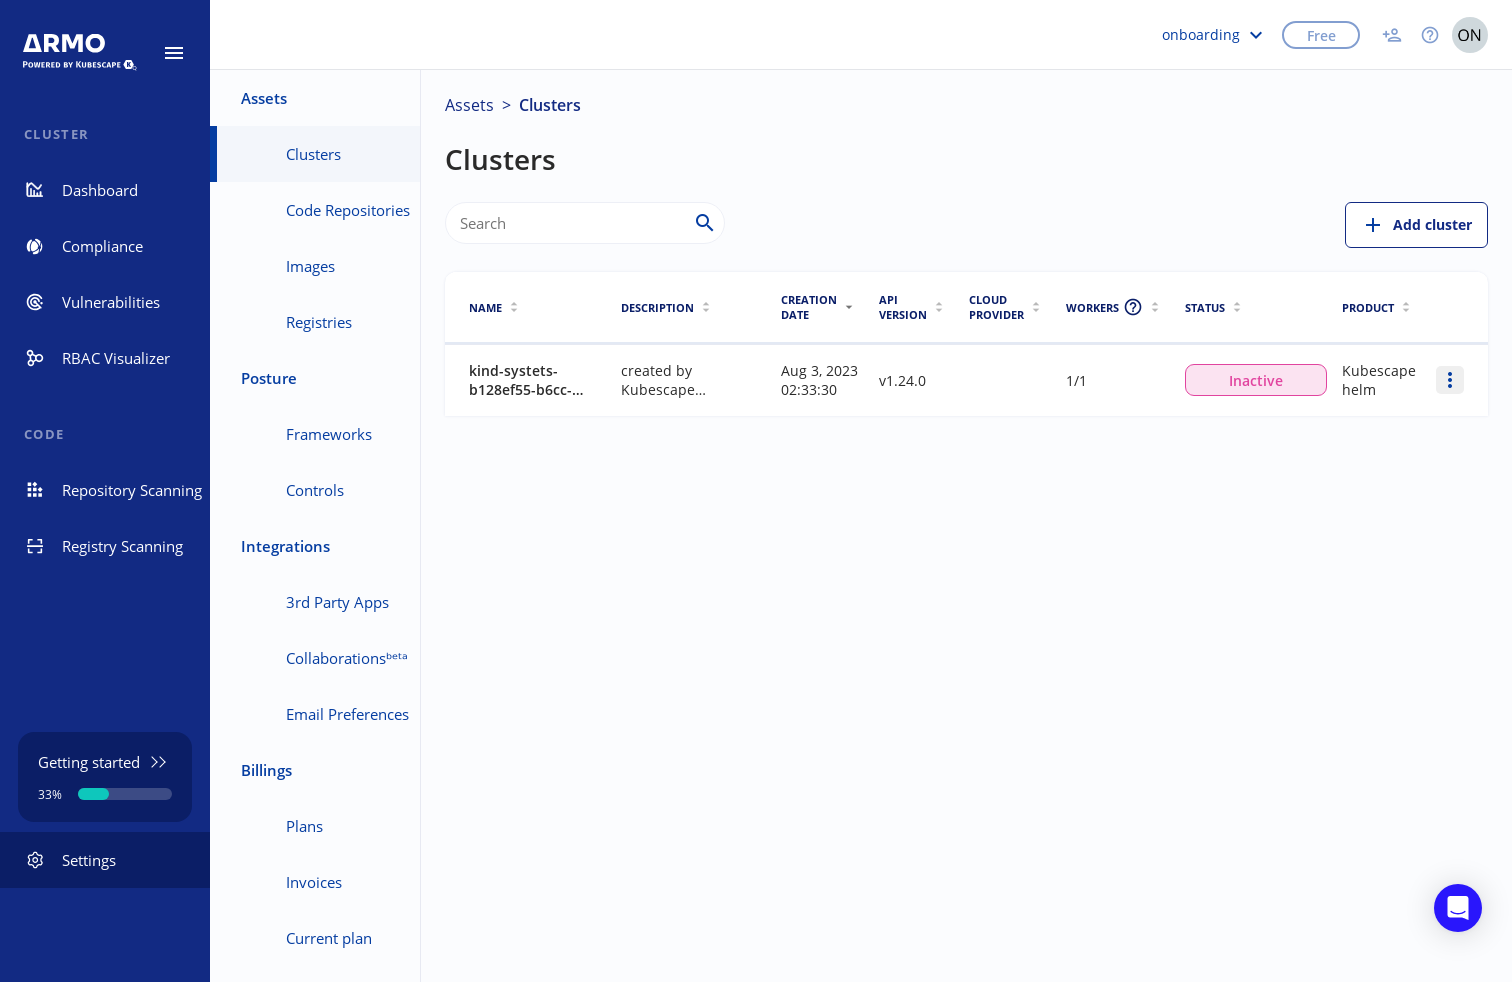 ARMO
POWERED BY KUBESCAPE
CLUSTER
Dashboard
Compliance
Vulnerabilities
RBAC Visualizer
CODE
Repository Scanning
Registry Scanning
Getting started
33%
Settings
onboarding
Free
ON
Assets
Clusters
Code Repositories
Images
Registries
Posture
Frameworks
Controls
Integrations
3rd Party Apps
Collaborationsbeta
Email Preferences
Billings
Plans
Invoices
Current plan
Assets > Clusters
Clusters
Search
Add cluster
NAME DESCRIPTION CREATION DATE API VERSION CLOUD PROVIDER WORKERS STATUS PRODUCT
kind-systets-
b128ef55-b6cc-...
created by
Kubescape...
Aug 3, 2023
02:33:30
v1.24.0
1/1
Inactive
Kubescape
helm